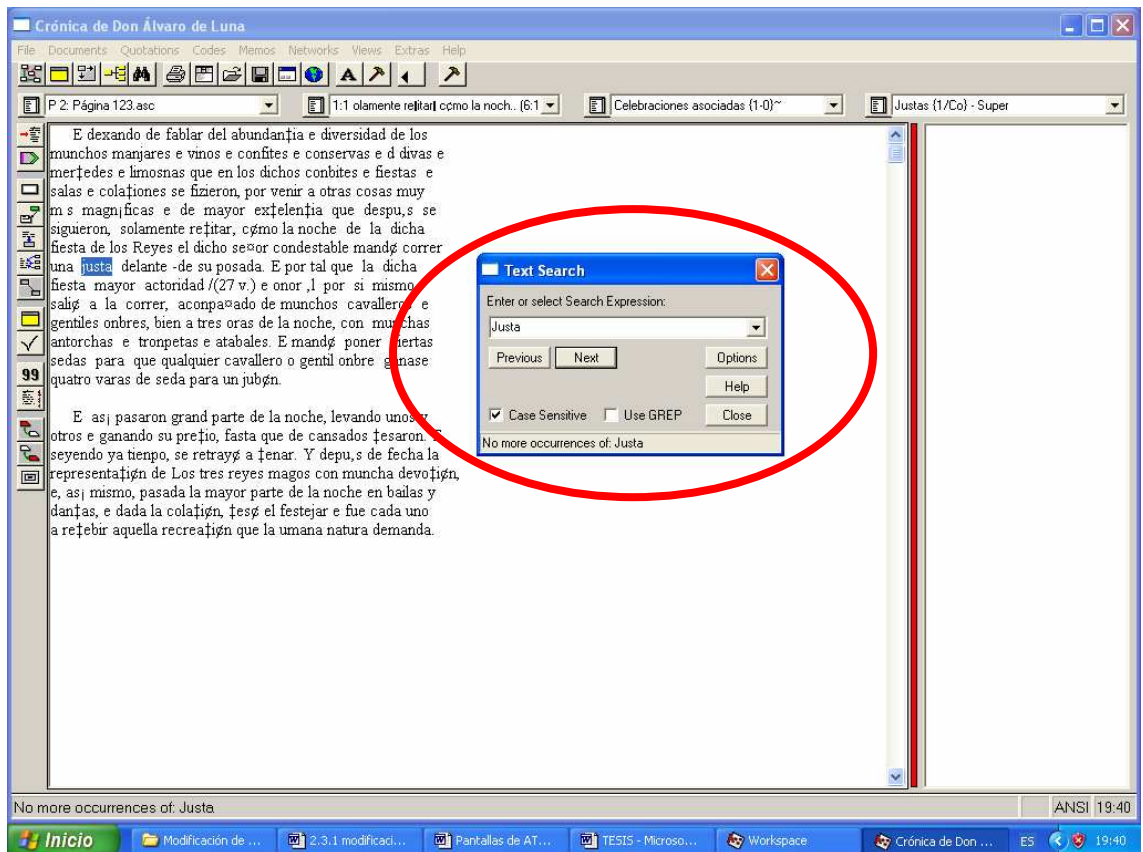 Crónica de Don Álvaro de Luna
File Documents Quotations Codes Memos Networks Views Extras Help
P 2: Página 123.asc
1:1 olamente re‡itar¡ cømo la noch.. (6:1
Celebraciones asociadas {1-0}~
Justas {1/Co} - Super
E dexando de fablar del abundan‡ia e diversidad de los
munchos manjares e vinos e confites e conservas e d divas e
mer‡edes e limosnas que en los dichos conbites e fiestas e
salas e cola‡iones se fizieron, por venir a otras cosas muy
m s magn¡ficas e de mayor ex‡elen‡ia que despu,s se
siguieron, solamente re‡itar, cømo la noche de la dicha
fiesta de los Reyes el dicho se¤or condestable mandø correr
una justa delante -de su posada. E por tal que la dicha
fiesta mayor actoridad /(27 v.) e onor ,l por si mismo
saliø a la correr, aconpa¤ado de munchos cavalleros e
gentiles onbres, bien a tres oras de la noche, con munchas
antorchas e tronpetas e atabales. E mandø poner ‡iertas
sedas para que qualquier cavallero o gentil onbre ganase
quatro varas de seda para un jubøn.
E as¡ pasaron grand parte de la noche, levando unos y
otros e ganando su pre‡io, fasta que de cansados ‡esaron. E
seyendo ya tienpo, se retrayø a ‡enar. Y depu,s de fecha la
representa‡iøn de Los tres reyes magos con muncha devo‡iøn,
e, as¡ mismo, pasada la mayor parte de la noche en bailas y
dan‡as, e dada la cola‡iøn, ‡esø el festejar e fue cada uno
a re‡ebir aquella recrea‡iøn que la umana natura demanda.
Text Search
Enter or select Search Expression:
Justa
Previous Next Options
Help
Case Sensitive Use GREP Close
No more occurrences of: Justa
99
No more occurrences of: Justa ANSI 19:40
Inicio Modificación de ... 2.3.1 modificaci... Pantallas de AT... TESIS - Microso... Workspace Crónica de Don ... ES 19:40